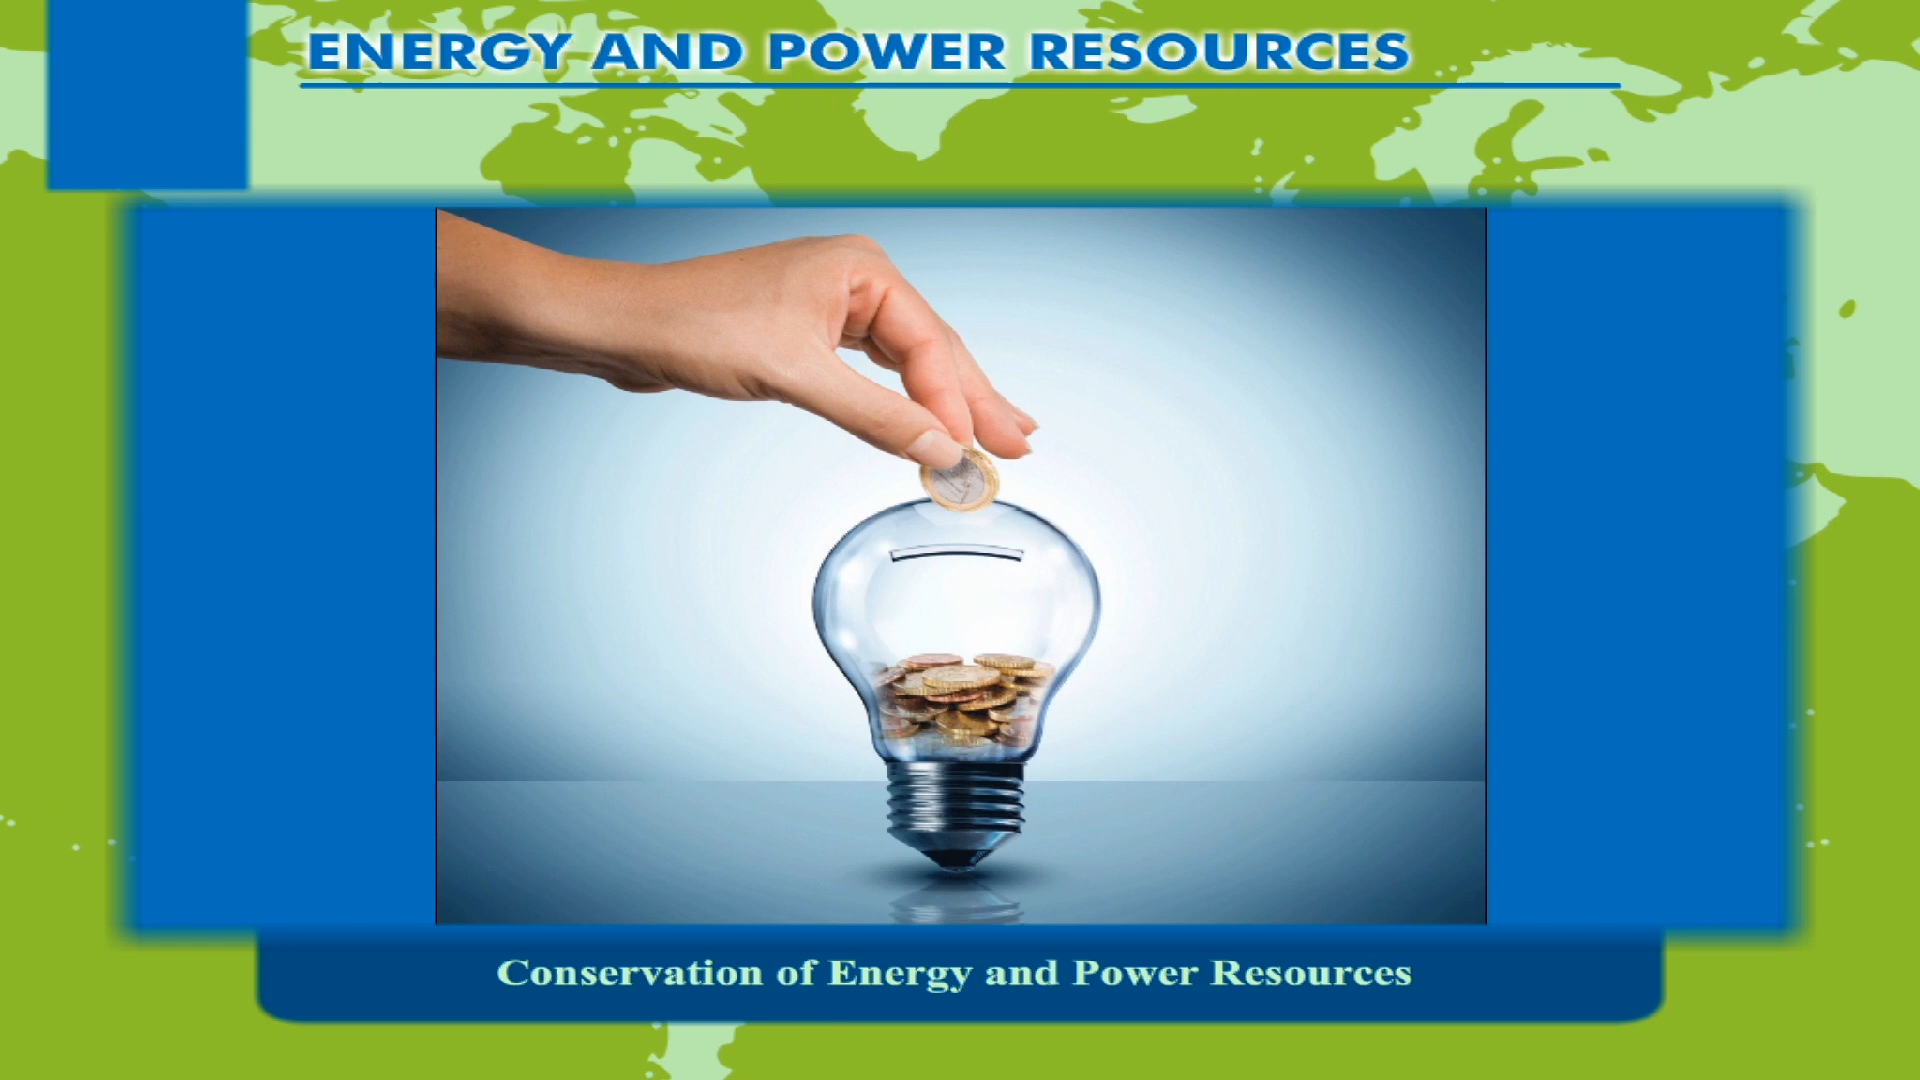 ENERGY AND POWER RESOURCES
Conservation of Energy and Power Resources